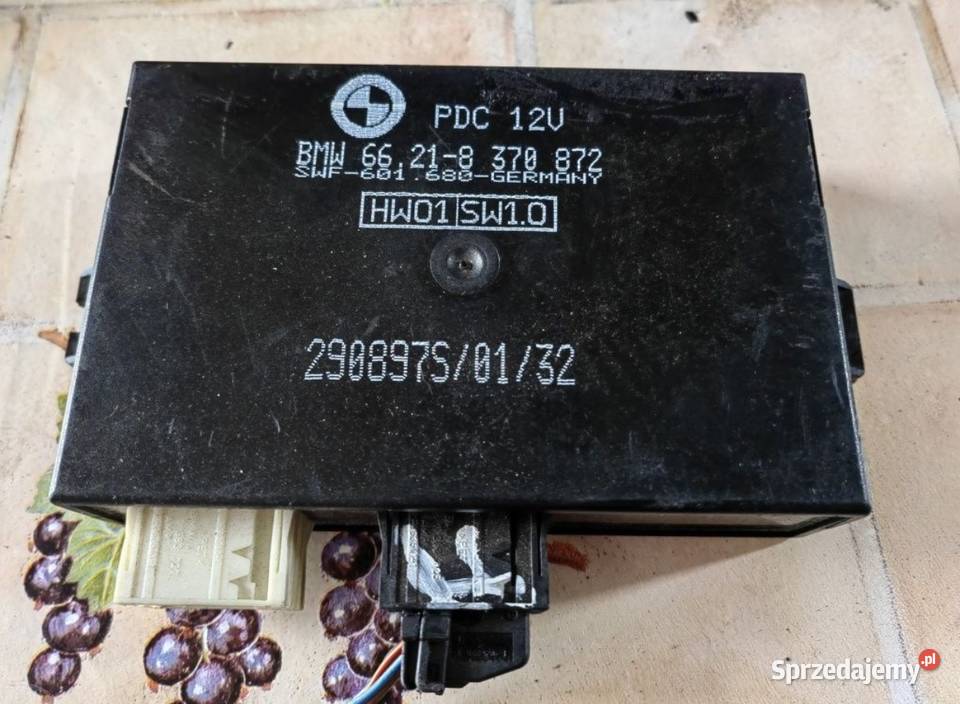 PDC 12V
BMW 66.21-8 370 872
SWF-601.680-GERMANY
HW01 SW1.0
2908975/01/32
Sprzedajemy.pl